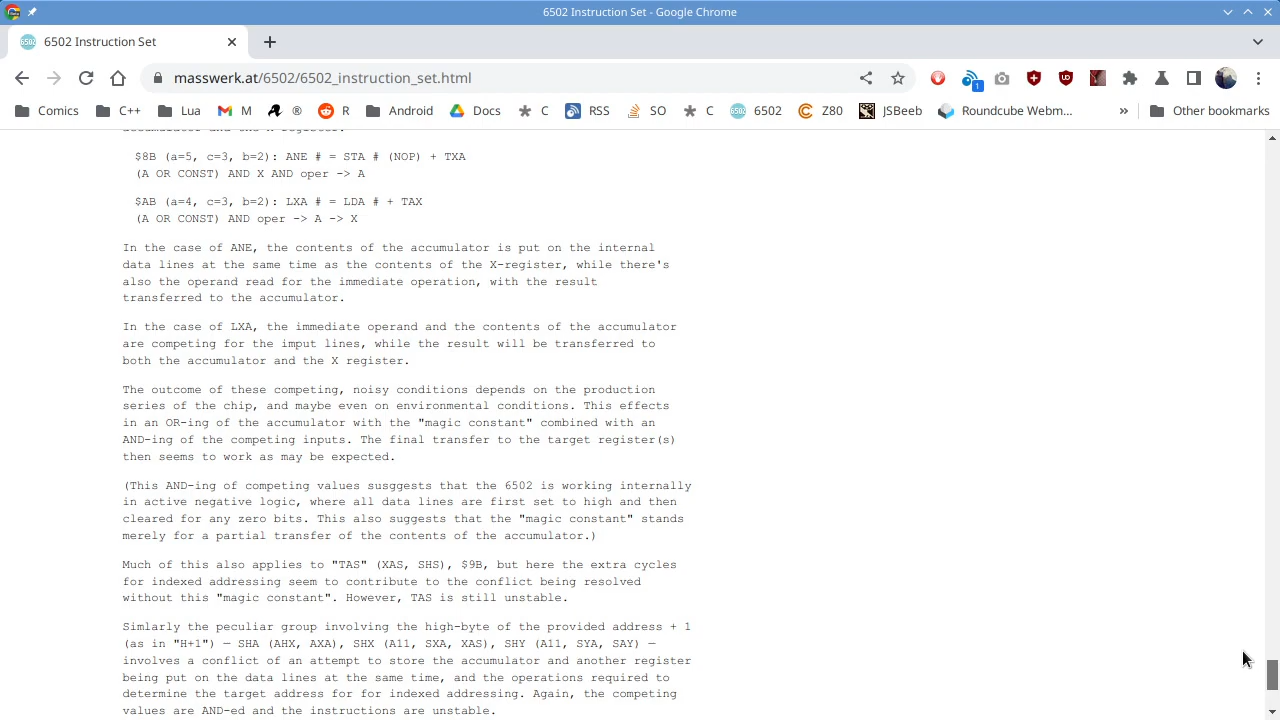 6502 Instruction Set - Google Chrome
6502 Instruction Set
masswerk.at/6502/6502_instruction_set.html
1
Comics C++ Lua M ® R Android Docs C RSS SO C 6502 Z80 JSBeeb Roundcube Webm... » Other bookmarks
accumulator and the X register.
$8B (a=5, c=3, b=2): ANE # = STA # (NOP) + TXA
(A OR CONST) AND X AND oper -> A
$AB (a=4, c=3, b=2): LXA # = LDA # + TAX
(A OR CONST) AND oper -> A -> X
In the case of ANE, the contents of the accumulator is put on the internal
data lines at the same time as the contents of the X-register, while there's
also the operand read for the immediate operation, with the result
transferred to the accumulator.
In the case of LXA, the immediate operand and the contents of the accumulator
are competing for the imput lines, while the result will be transferred to
both the accumulator and the X register.
The outcome of these competing, noisy conditions depends on the production
series of the chip, and maybe even on environmental conditions. This effects
in an OR-ing of the accumulator with the "magic constant" combined with an
AND-ing of the competing inputs. The final transfer to the target register(s)
then seems to work as may be expected.
(This AND-ing of competing values susggests that the 6502 is working internally
in active negative logic, where all data lines are first set to high and then
cleared for any zero bits. This also suggests that the "magic constant" stands
merely for a partial transfer of the contents of the accumulator.)
Much of this also applies to "TAS" (XAS, SHS), $9B, but here the extra cycles
for indexed addressing seem to contribute to the conflict being resolved
without this "magic constant". However, TAS is still unstable.
Simlarly the peculiar group involving the high-byte of the provided address + 1
(as in "H+1") — SHA (AHX, AXA), SHX (A11, SXA, XAS), SHY (A11, SYA, SAY) —
involves a conflict of an attempt to store the accumulator and another register
being put on the data lines at the same time, and the operations required to
determine the target address for for indexed addressing. Again, the competing
values are AND-ed and the instructions are unstable.